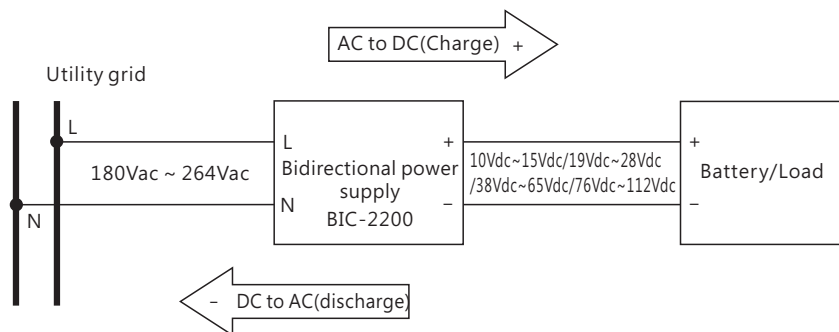 AC to DC(Charge) +
Utility grid
L
180Vac ~ 264Vac
N
L
+
Bidirectional power
supply
N
−
BIC-2200
10Vdc~15Vdc/19Vdc~28Vdc
/38Vdc~65Vdc/76Vdc~112Vdc
+
Battery/Load
−
− DC to AC(discharge)